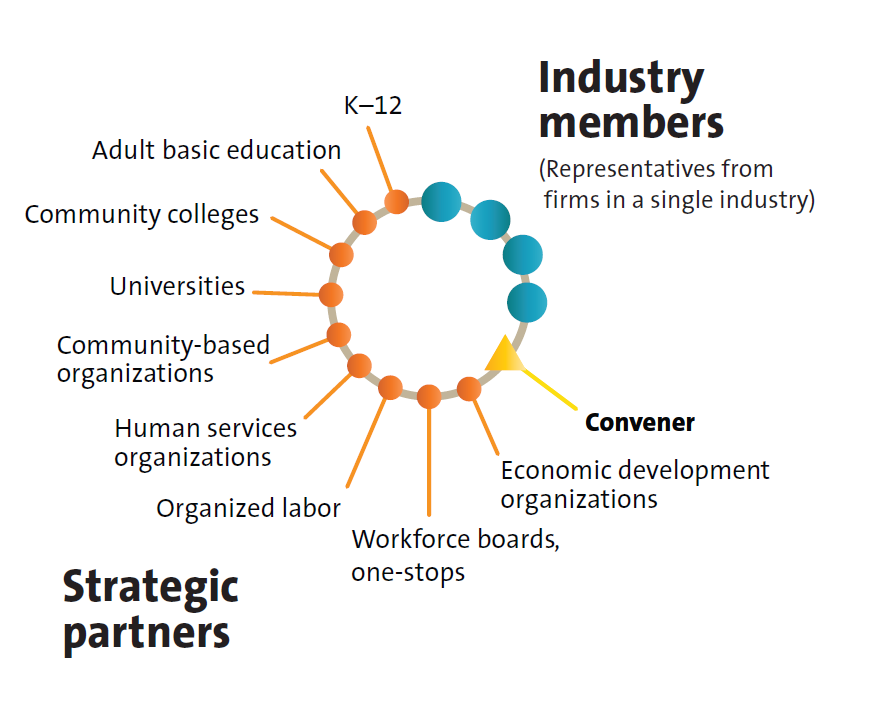 Industry
members
(Representatives from
firms in a single industry)
K–12
Adult basic education
Community colleges
Universities
Community-based
organizations
Human services
organizations
Organized labor
Workforce boards,
one-stops
Economic development
organizations
Convener
Strategic
partners